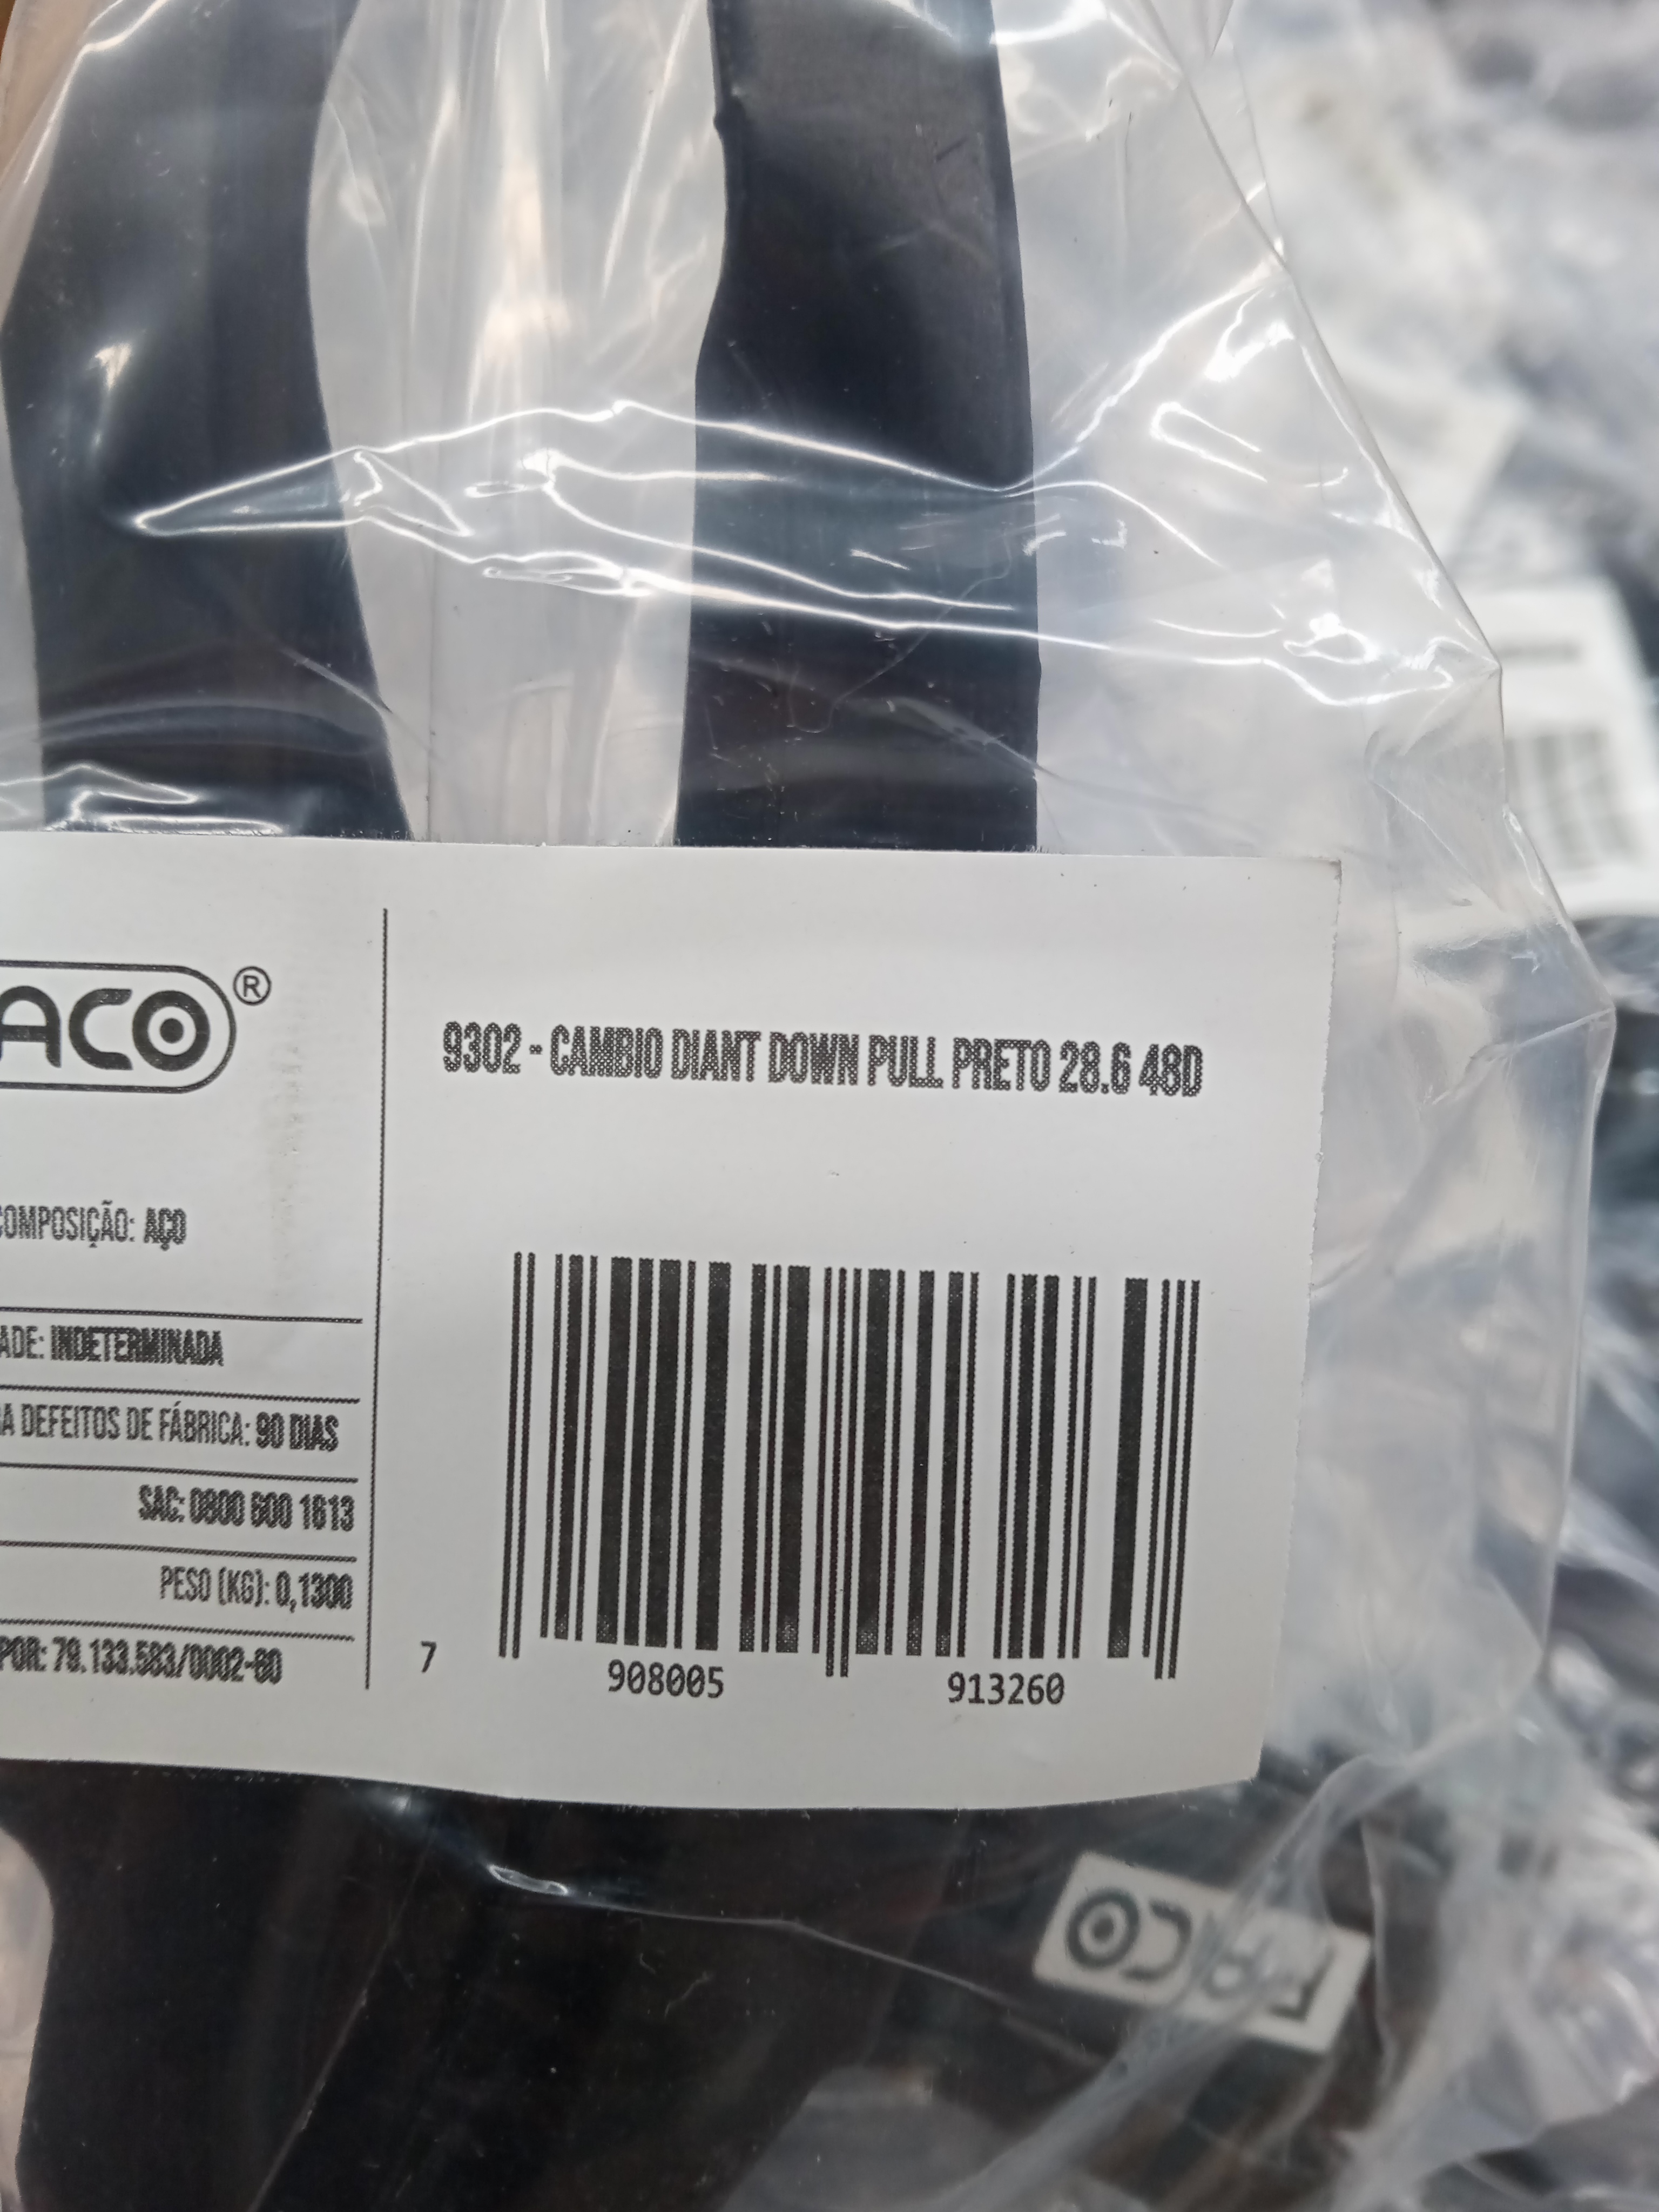 ACO®
9302 - CAMBIO DIANT DOWN PULL PRETO 28.6 48D
COMPOSIÇÃO: AÇO
ADE: INDETERMINADA
RA DEFEITOS DE FÁBRICA: 90 DIAS
SAC: 0800 600 1613
PESO (KG): 0,1300
POR: 79.133.583/0002-60
7 908005 913260